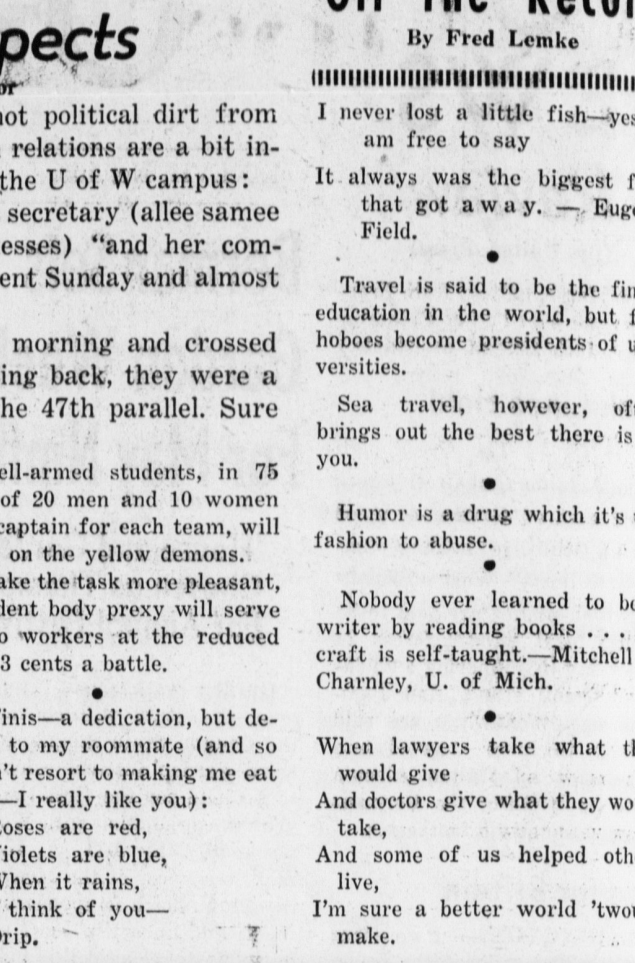 pects
or
not political dirt from
relations are a bit in-
the U of W campus:
secretary (allee samee
esses) "and her com-
ent Sunday and almost
morning and crossed
ing back, they were a
he 47th parallel. Sure
ell-armed students, in 75
of 20 men and 10 women
captain for each team, will
on the yellow demons.
ake the task more pleasant,
dent body prexy will serve
o workers at the reduced
3 cents a battle.
inis—a dedication, but de-
to my roommate (and so
't resort to making me eat
—I really like you):
oses are red,
iolets are blue,
When it rains,
think of you—
rip.
On The Retur
By Fred Lemke
I never lost a little fish—yes
am free to say
It always was the biggest f
that got away. — Euge
Field.
Travel is said to be the fin
education in the world, but f
hoboes become presidents of u
versities.
Sea travel, however, oft
brings out the best there is
you.
Humor is a drug which it's
fashion to abuse.
Nobody ever learned to be
writer by reading books . . .
craft is self-taught.—Mitchell
Charnley, U. of Mich.
When lawyers take what th
would give
And doctors give what they wo
take,
And some of us helped oth
live,
I'm sure a better world 'twou
make.